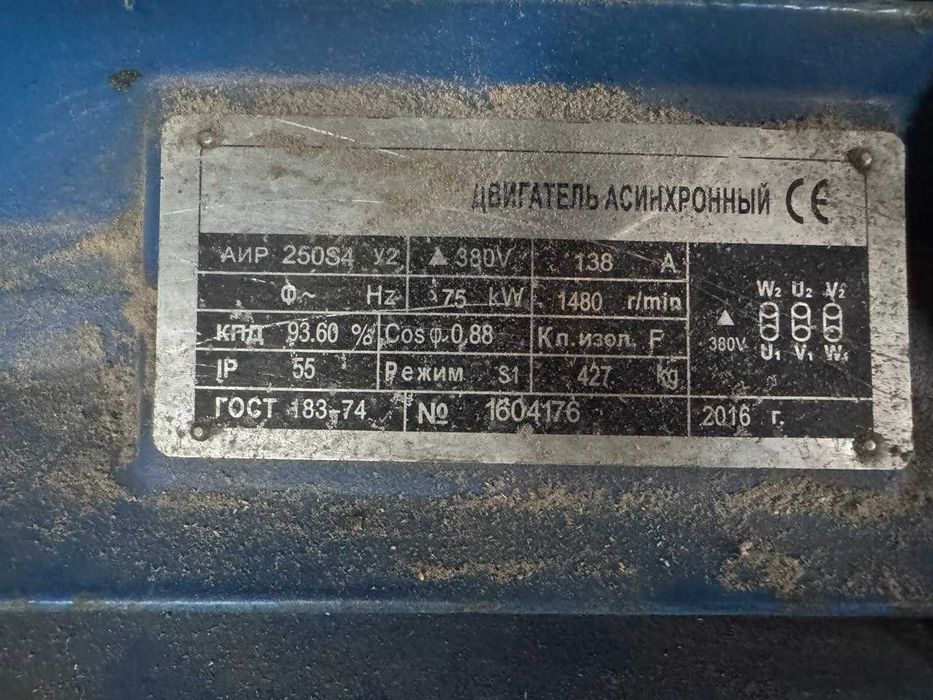 ДВИГАТЕЛЬ АСИНХРОННЫЙ CE
АИР 250S4 У2 ▲ 380V 138 A
Ф~ Hz 75 kW 1480 r/min
КПД 93.60 % Cos φ 0,88 Кл.изол. F
IP 55 Режим S1 427 kg
ГОСТ 183-74 № 1604176 2016 г.
W2 U2 V2
▲
380V
U1 V1 W1